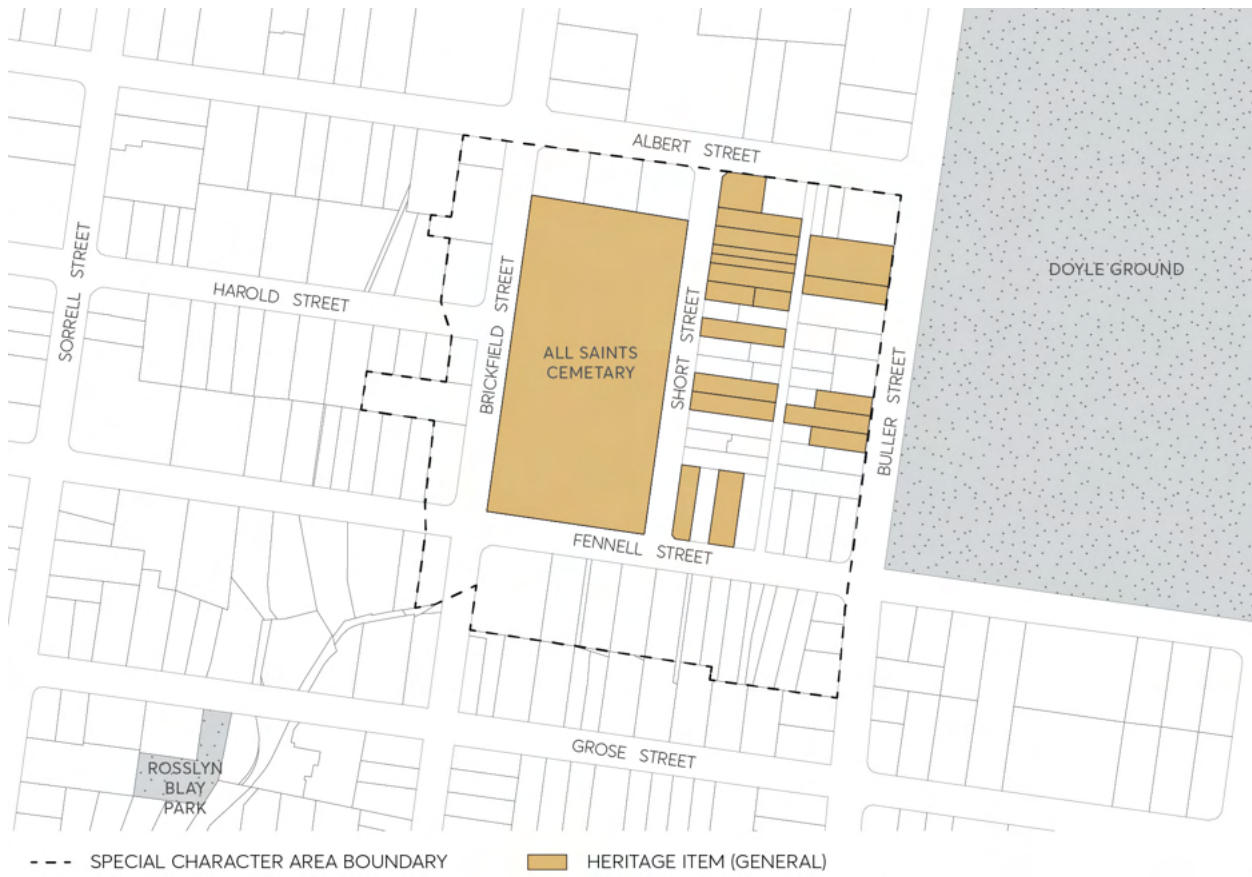 ALBERT STREET
DOYLE GROUND
SORRELL STREET
HAROLD STREET
BRICKFIELD STREET
ALL SAINTS
CEMETARY
SHORT STREET
BULLER STREET
FENNELL STREET
GROSE STREET
ROSSLYN
BLAY
PARK
SPECIAL CHARACTER AREA BOUNDARY
HERITAGE ITEM (GENERAL)